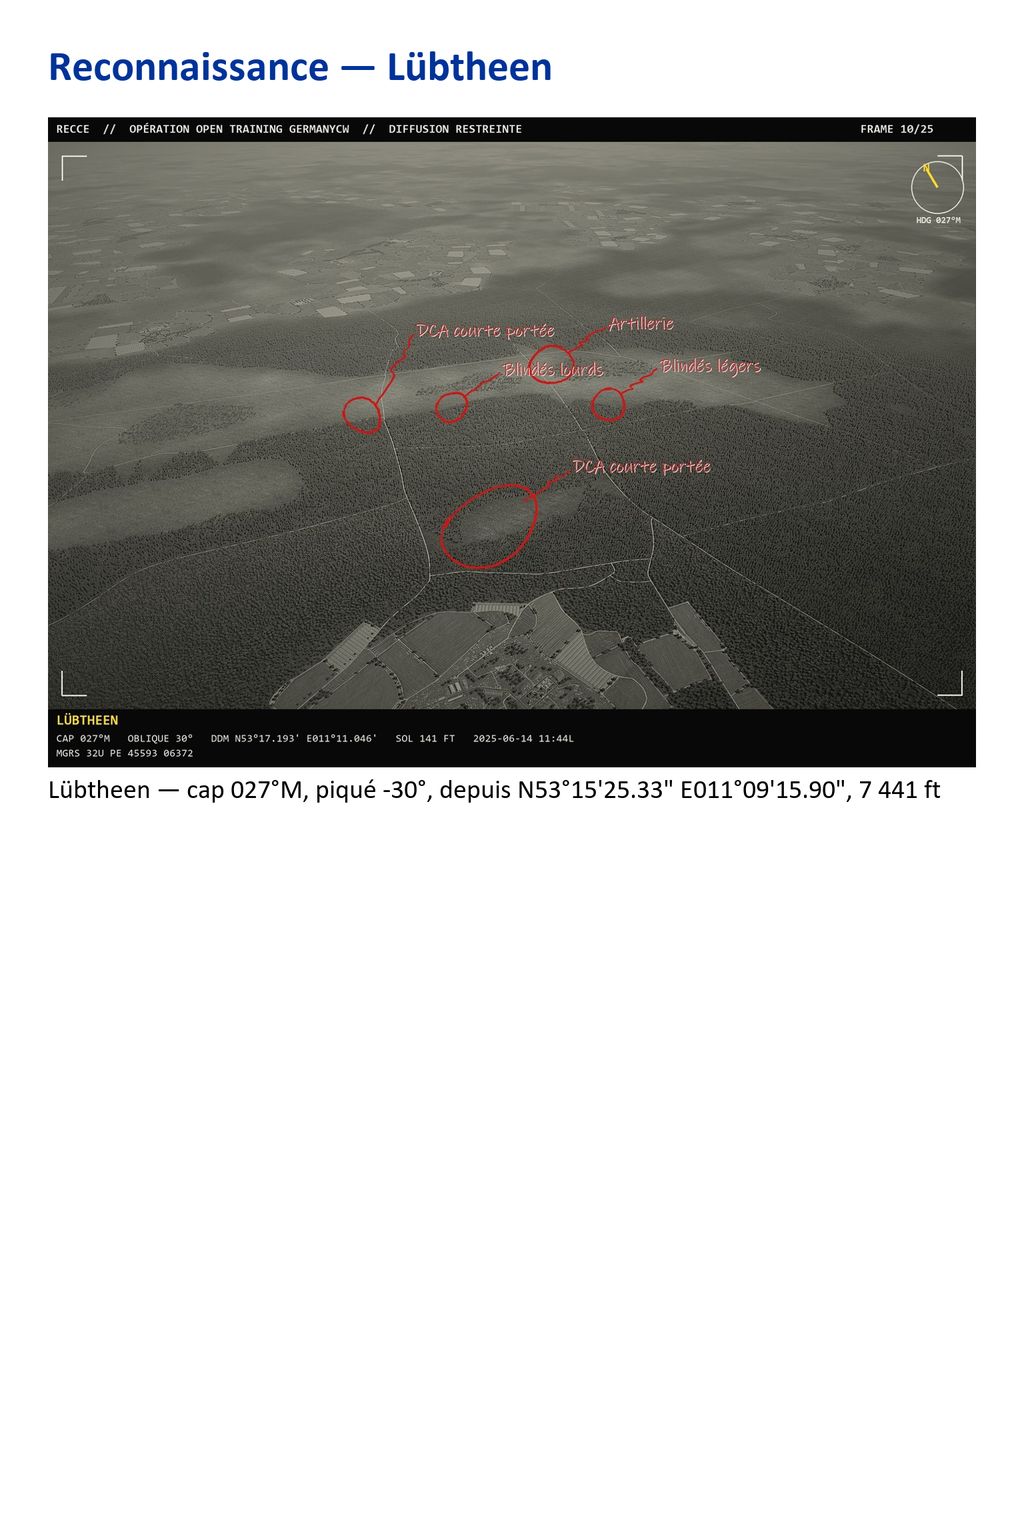 Reconnaissance — Lübtheen
RECCE // OPÉRATION OPEN TRAINING GERMANYCW // DIFFUSION RESTREINTE
FRAME 10/25
N
HDG 027°M
DCA courte portée
Artillerie
Blindés lourds
Blindés légers
DCA courte portée
LÜBTHEEN
CAP 027°M OBLIQUE 30° DDM N53°17.193' E011°11.046' SOL 141 FT 2025-06-14 11:44L
MGRS 32U PE 45593 06372
Lübtheen — cap 027°M, piqué -30°, depuis N53°15'25.33" E011°09'15.90", 7 441 ft